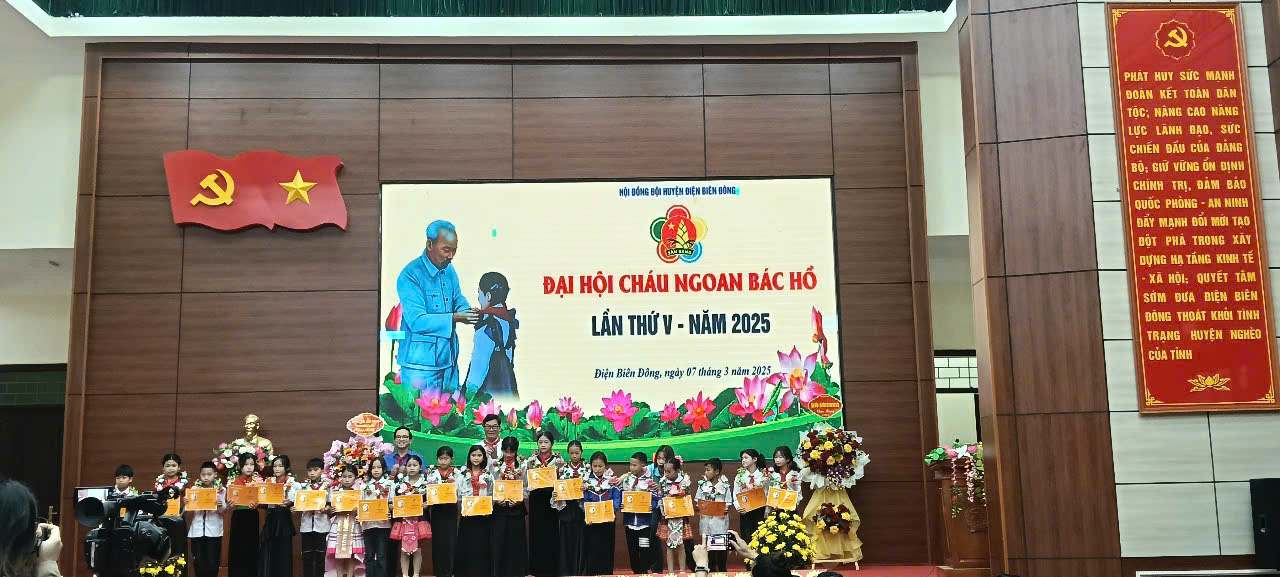 HỘI ĐỒNG ĐỘI HUYỆN ĐIỆN BIÊN ĐÔNG
ĐẠI HỘI CHÁU NGOAN BÁC HỒ
LẦN THỨ V - NĂM 2025
Điện Biên Đông, ngày 07 tháng 3 năm 2025
PHÁT HUY SỨC MẠNH
ĐOÀN KẾT TOÀN DÂN
TỘC; NÂNG CAO NĂNG
LỰC LÃNH ĐẠO, SỨC
CHIẾN ĐẤU CỦA ĐẢNG
BỘ; GIỮ VỮNG ỔN ĐỊNH
CHÍNH TRỊ, ĐẢM BẢO
QUỐC PHÒNG - AN NINH
ĐẨY MẠNH ĐỔI MỚI TẠO
ĐỘT PHÁ TRONG XÂY
DỰNG HẠ TẦNG KINH TẾ
- XÃ HỘI; QUYẾT TÂM
SỚM ĐƯA ĐIỆN BIÊN
ĐÔNG THOÁT KHỎI TÌNH
TRẠNG HUYỆN NGHÈO
CỦA TỈNH